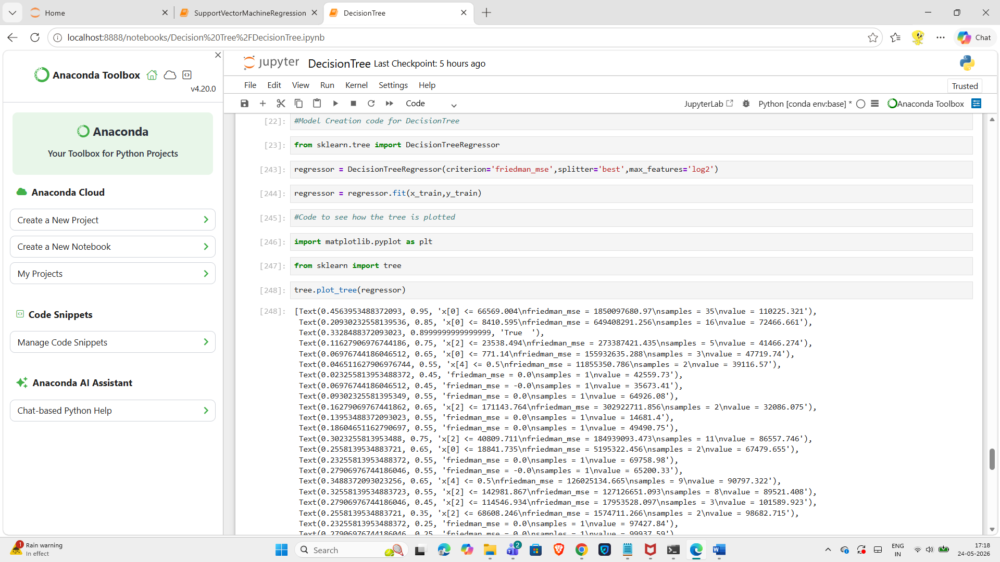 Home
SupportVectorMachineRegression
DecisionTree
localhost:8888/notebooks/Decision%20Tree%2FDecisionTree.ipynb
Chat
Anaconda Toolbox
v4.20.0
Anaconda
Your Toolbox for Python Projects
Anaconda Cloud
Create a New Project
Create a New Notebook
My Projects
Code Snippets
Manage Code Snippets
Anaconda AI Assistant
Chat-based Python Help
jupyter DecisionTree Last Checkpoint: 5 hours ago
File Edit View Run Kernel Settings Help
Trusted
Code
JupyterLab Python [conda env:base] * Anaconda Toolbox
[22]: #Model Creation code for DecisionTree
[23]: from sklearn.tree import DecisionTreeRegressor
[243]: regressor = DecisionTreeRegressor(criterion='friedman_mse',splitter='best',max_features='log2')
[244]: regressor = regressor.fit(x_train,y_train)
[245]: #Code to see how the tree is plotted
[246]: import matplotlib.pyplot as plt
[247]: from sklearn import tree
[248]: tree.plot_tree(regressor)
[248]: [Text(0.4563953488372093, 0.95, 'x[0] <= 66569.004\nfriedman_mse = 1850097680.97\nsamples = 35\nvalue = 110225.321'),
Text(0.20930232558139536, 0.85, 'x[0] <= 8410.595\nfriedman_mse = 649408291.256\nsamples = 16\nvalue = 72466.661'),
Text(0.3328488372093023, 0.8999999999999999, 'True  '),
Text(0.11627906976744186, 0.75, 'x[2] <= 23538.494\nfriedman_mse = 273387421.435\nsamples = 5\nvalue = 41466.274'),
Text(0.06976744186046512, 0.65, 'x[0] <= 771.14\nfriedman_mse = 155932635.288\nsamples = 3\nvalue = 47719.74'),
Text(0.046511627906976744, 0.55, 'x[4] <= 0.5\nfriedman_mse = 11855350.786\nsamples = 2\nvalue = 39116.57'),
Text(0.023255813953488372, 0.45, 'friedman_mse = 0.0\nsamples = 1\nvalue = 42559.73'),
Text(0.06976744186046512, 0.45, 'friedman_mse = -0.0\nsamples = 1\nvalue = 35673.41'),
Text(0.09302325581395349, 0.55, 'friedman_mse = 0.0\nsamples = 1\nvalue = 64926.08'),
Text(0.16279069767441862, 0.65, 'x[2] <= 171143.764\nfriedman_mse = 302922711.856\nsamples = 2\nvalue = 32086.075'),
Text(0.13953488372093023, 0.55, 'friedman_mse = 0.0\nsamples = 1\nvalue = 14681.4'),
Text(0.18604651162790697, 0.55, 'friedman_mse = 0.0\nsamples = 1\nvalue = 49490.75'),
Text(0.3023255813953488, 0.75, 'x[2] <= 40809.711\nfriedman_mse = 184939093.473\nsamples = 11\nvalue = 86557.746'),
Text(0.2558139534883721, 0.65, 'x[0] <= 18841.735\nfriedman_mse = 5195322.456\nsamples = 2\nvalue = 67479.655'),
Text(0.23255813953488372, 0.55, 'friedman_mse = 0.0\nsamples = 1\nvalue = 69758.98'),
Text(0.27906976744186046, 0.55, 'friedman_mse = -0.0\nsamples = 1\nvalue = 65200.33'),
Text(0.3488372093023256, 0.65, 'x[4] <= 0.5\nfriedman_mse = 126025134.665\nsamples = 9\nvalue = 90797.322'),
Text(0.32558139534883723, 0.55, 'x[2] <= 142981.867\nfriedman_mse = 127126651.093\nsamples = 8\nvalue = 89521.408'),
Text(0.27906976744186046, 0.45, 'x[2] <= 114546.934\nfriedman_mse = 17953528.097\nsamples = 3\nvalue = 101589.923'),
Text(0.2558139534883721, 0.35, 'x[2] <= 68608.246\nfriedman_mse = 1574711.266\nsamples = 2\nvalue = 98682.715'),
Text(0.23255813953488372, 0.25, 'friedman_mse = 0.0\nsamples = 1\nvalue = 97427.84'),
Text(0.27906976744186046, 0.25, 'friedman_mse = 0.0\nsamples = 1\nvalue = 99937.59')
1
Rain warning
In effect
Search
2
ENG
IN
17:18
24-05-2026